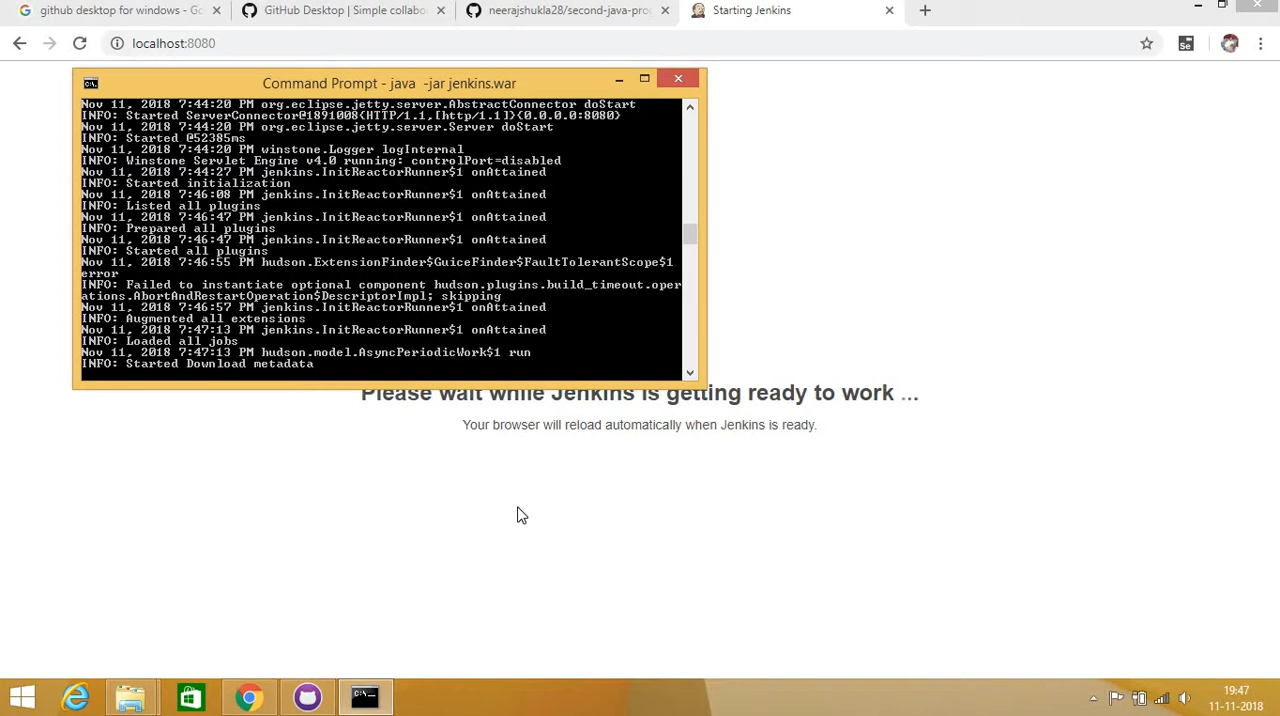 github desktop for windows - Go
GitHub Desktop | Simple collabo
neerajshukla28/second-java-pro
Starting Jenkins
localhost:8080
Se
Command Prompt - java -jar jenkins.war
Nov 11, 2018 7:44:20 PM org.eclipse.jetty.server.AbstractConnector doStart
INFO: Started ServerConnector@1891008{HTTP/1.1,[http/1.1]}{0.0.0.0:8080}
Nov 11, 2018 7:44:20 PM org.eclipse.jetty.server.Server doStart
INFO: Started @52385ms
Nov 11, 2018 7:44:20 PM winstone.Logger logInternal
INFO: Winstone Servlet Engine v4.0 running: controlPort=disabled
Nov 11, 2018 7:44:27 PM jenkins.InitReactorRunner$1 onAttained
INFO: Started initialization
Nov 11, 2018 7:46:08 PM jenkins.InitReactorRunner$1 onAttained
INFO: Listed all plugins
Nov 11, 2018 7:46:47 PM jenkins.InitReactorRunner$1 onAttained
INFO: Prepared all plugins
Nov 11, 2018 7:46:47 PM jenkins.InitReactorRunner$1 onAttained
INFO: Started all plugins
Nov 11, 2018 7:46:55 PM hudson.ExtensionFinder$GuiceFinder$FaultTolerantScope$1
error
INFO: Failed to instantiate optional component hudson.plugins.build_timeout.oper
ations.AbortAndRestartOperation$DescriptorImpl; skipping
Nov 11, 2018 7:46:57 PM jenkins.InitReactorRunner$1 onAttained
INFO: Augmented all extensions
Nov 11, 2018 7:47:13 PM jenkins.InitReactorRunner$1 onAttained
INFO: Loaded all jobs
Nov 11, 2018 7:47:13 PM hudson.model.AsyncPeriodicWork$1 run
INFO: Started Download metadata
Please wait while Jenkins is getting ready to work ...
Your browser will reload automatically when Jenkins is ready.
19:47
11-11-2018